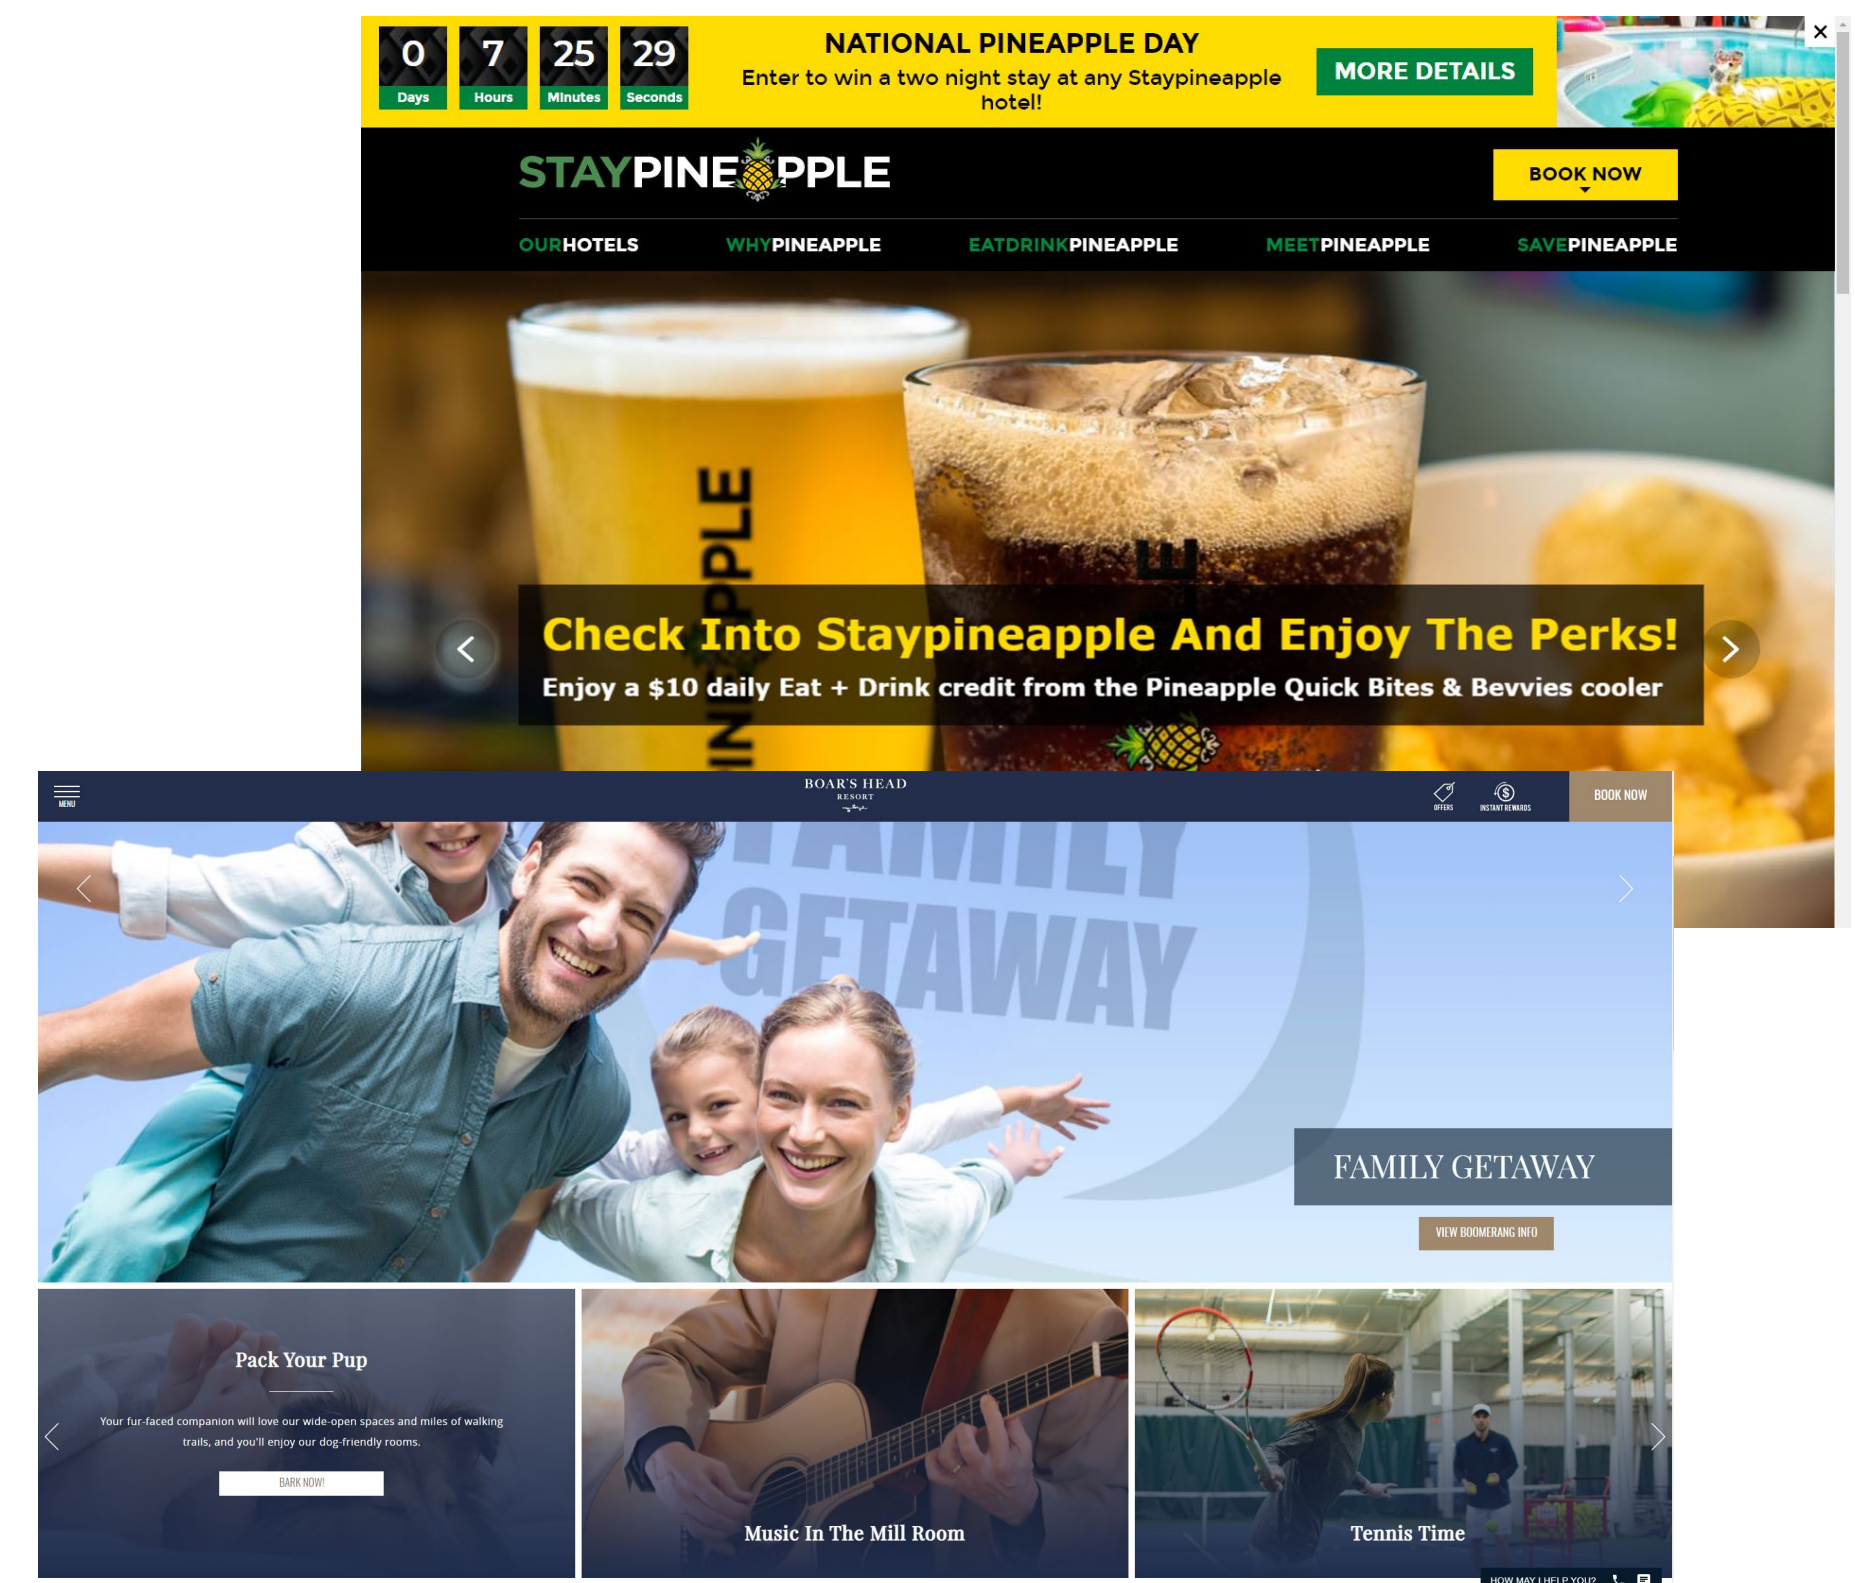 0 7 25 29
Days Hours Minutes Seconds
NATIONAL PINEAPPLE DAY
Enter to win a two night stay at any Staypineapple
hotel!
MORE DETAILS
STAYPINEAPPLE
BOOK NOW
OURHOTELS WHYPINEAPPLE EATDRINKPINEAPPLE MEETPINEAPPLE SAVEPINEAPPLE
Check Into Staypineapple And Enjoy The Perks!
Enjoy a $10 daily Eat + Drink credit from the Pineapple Quick Bites & Bevvies cooler
MENU
BOAR'S HEAD
RESORT
OFFERS
INSTANT REWARDS
BOOK NOW
FAMILY
GETAWAY
FAMILY GETAWAY
VIEW BOOMERANG INFO
Pack Your Pup
Your fur-faced companion will love our wide-open spaces and miles of walking
trails, and you'll enjoy our dog-friendly rooms.
BARK NOW!
Music In The Mill Room
Tennis Time
HOW MAY I HELP YOU?